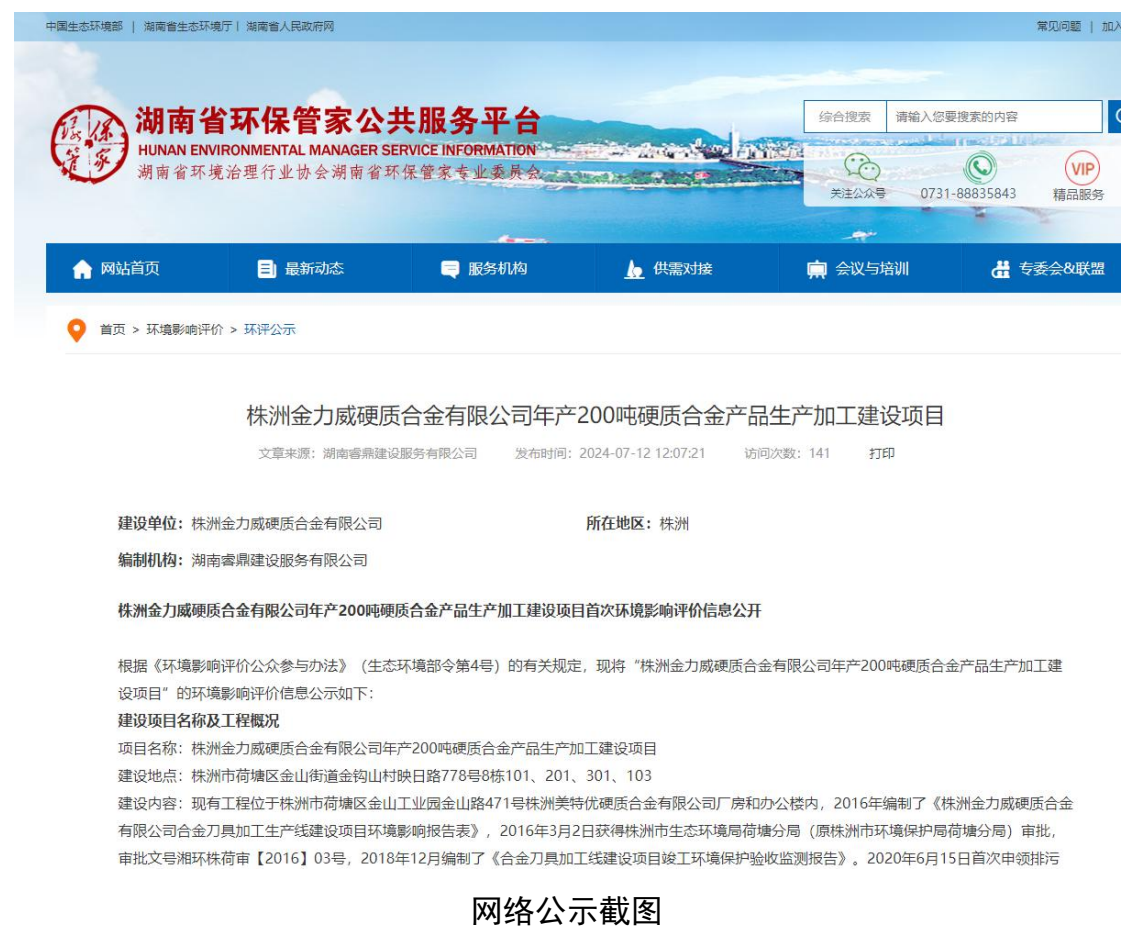 中国生态环境部 | 湖南省生态环境厅 | 湖南省人民政府网
常见问题 | 加入
环保管家
湖南省环保管家公共服务平台
HUNAN ENVIRONMENTAL MANAGER SERVICE INFORMATION
湖南省环境治理行业协会湖南省环保管家专业委员会
综合搜索 请输入您要搜索的内容
关注公众号 0731-88835843 VIP 精品服务
网站首页 最新动态 服务机构 供需对接 会议与培训 专委会&联盟
首页 > 环境影响评价 > 环评公示
株洲金力威硬质合金有限公司年产200吨硬质合金产品生产加工建设项目
文章来源：湖南睿鼎建设服务有限公司 发布时间：2024-07-12 12:07:21 访问次数：141 打印
建设单位：株洲金力威硬质合金有限公司 所在地区：株洲
编制机构：湖南睿鼎建设服务有限公司
株洲金力威硬质合金有限公司年产200吨硬质合金产品生产加工建设项目首次环境影响评价信息公开
根据《环境影响评价公众参与办法》（生态环境部令第4号）的有关规定，现将“株洲金力威硬质合金有限公司年产200吨硬质合金产品生产加工建
设项目”的环境影响评价信息公示如下：
建设项目名称及工程概况
项目名称：株洲金力威硬质合金有限公司年产200吨硬质合金产品生产加工建设项目
建设地点：株洲市荷塘区金山街道金钩山村映日路778号8栋101、201、301、103
建设内容：现有工程位于株洲市荷塘区金山工业园金山路471号株洲美特优硬质合金有限公司厂房和办公楼内，2016年编制了《株洲金力威硬质合金
有限公司合金刀具加工生产线建设项目环境影响报告表》，2016年3月2日获得株洲市生态环境局荷塘分局（原株洲市环境保护局荷塘分局）审批，
审批文号湘环株荷审【2016】03号，2018年12月编制了《合金刀具加工线建设项目竣工环境保护验收监测报告》。2020年6月15日首次申领排污
网络公示截图